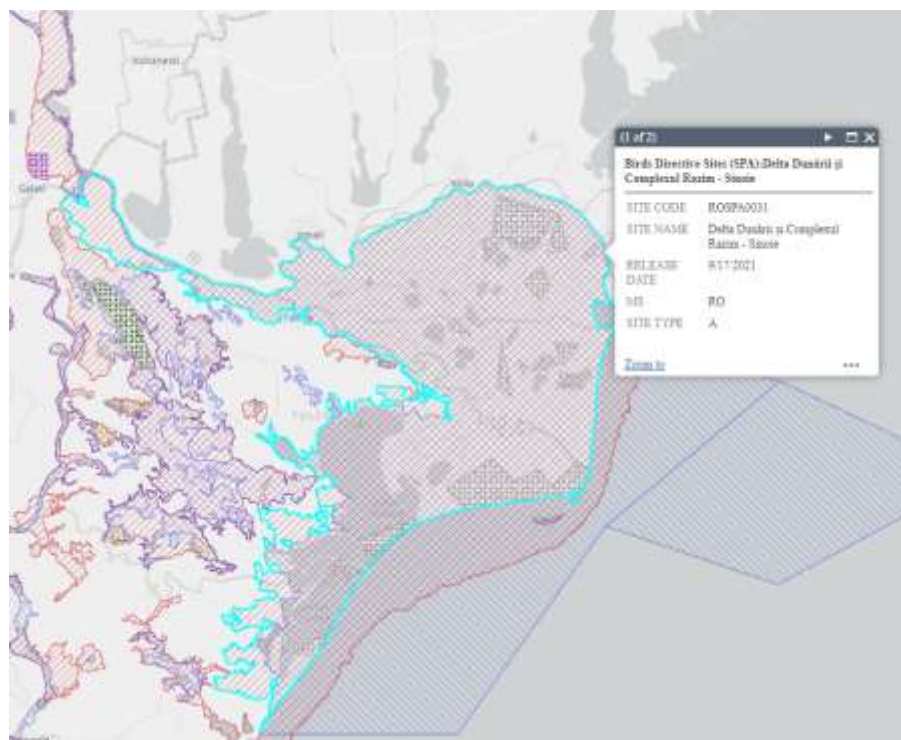 (1 of 2)
Birds Directive Sites (SPA):Delta Dunării și
Complexul Razim - Sinoie
SITE CODE ROSPA0031
SITE NAME Delta Dunării și Complexul
Razim - Sinoie
RELEASE
DATE 9/17/2021
MS RO
SITE TYPE A
Zoom to
Galati
Izmail